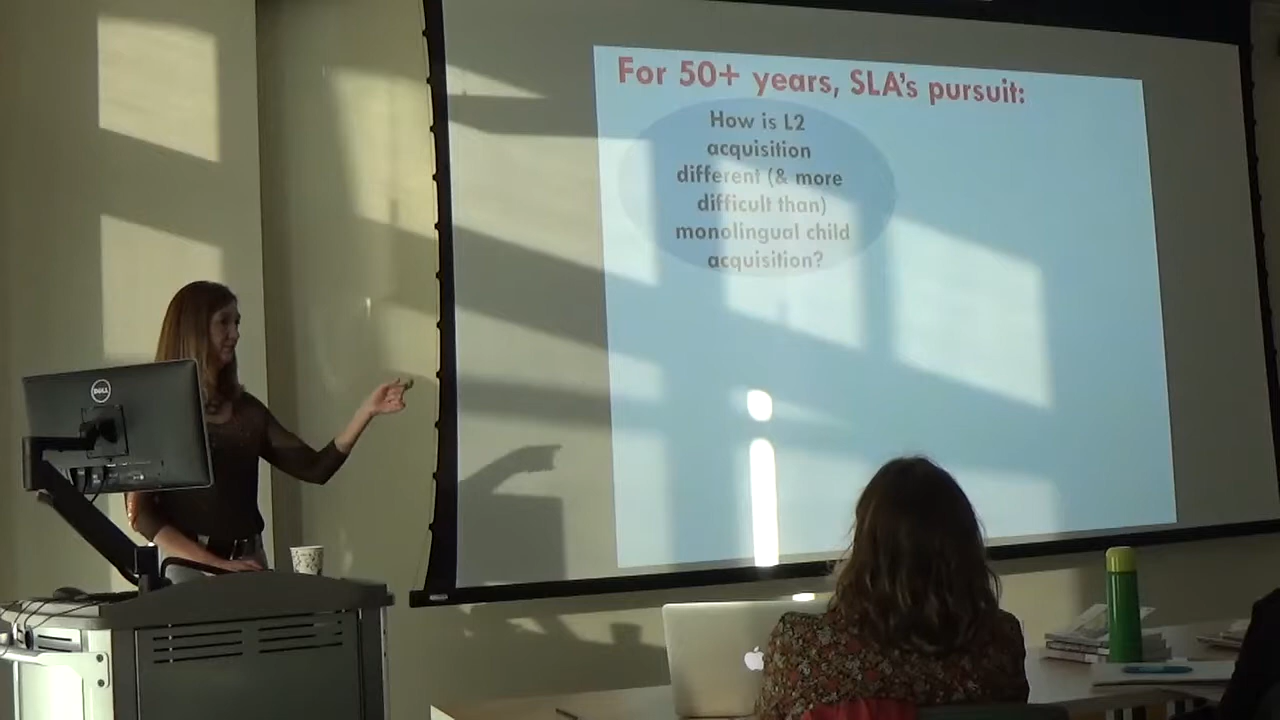 For 50+ years, SLA's pursuit:
How is L2
acquisition
different (& more
difficult than)
monolingual child
acquisition?
DELL